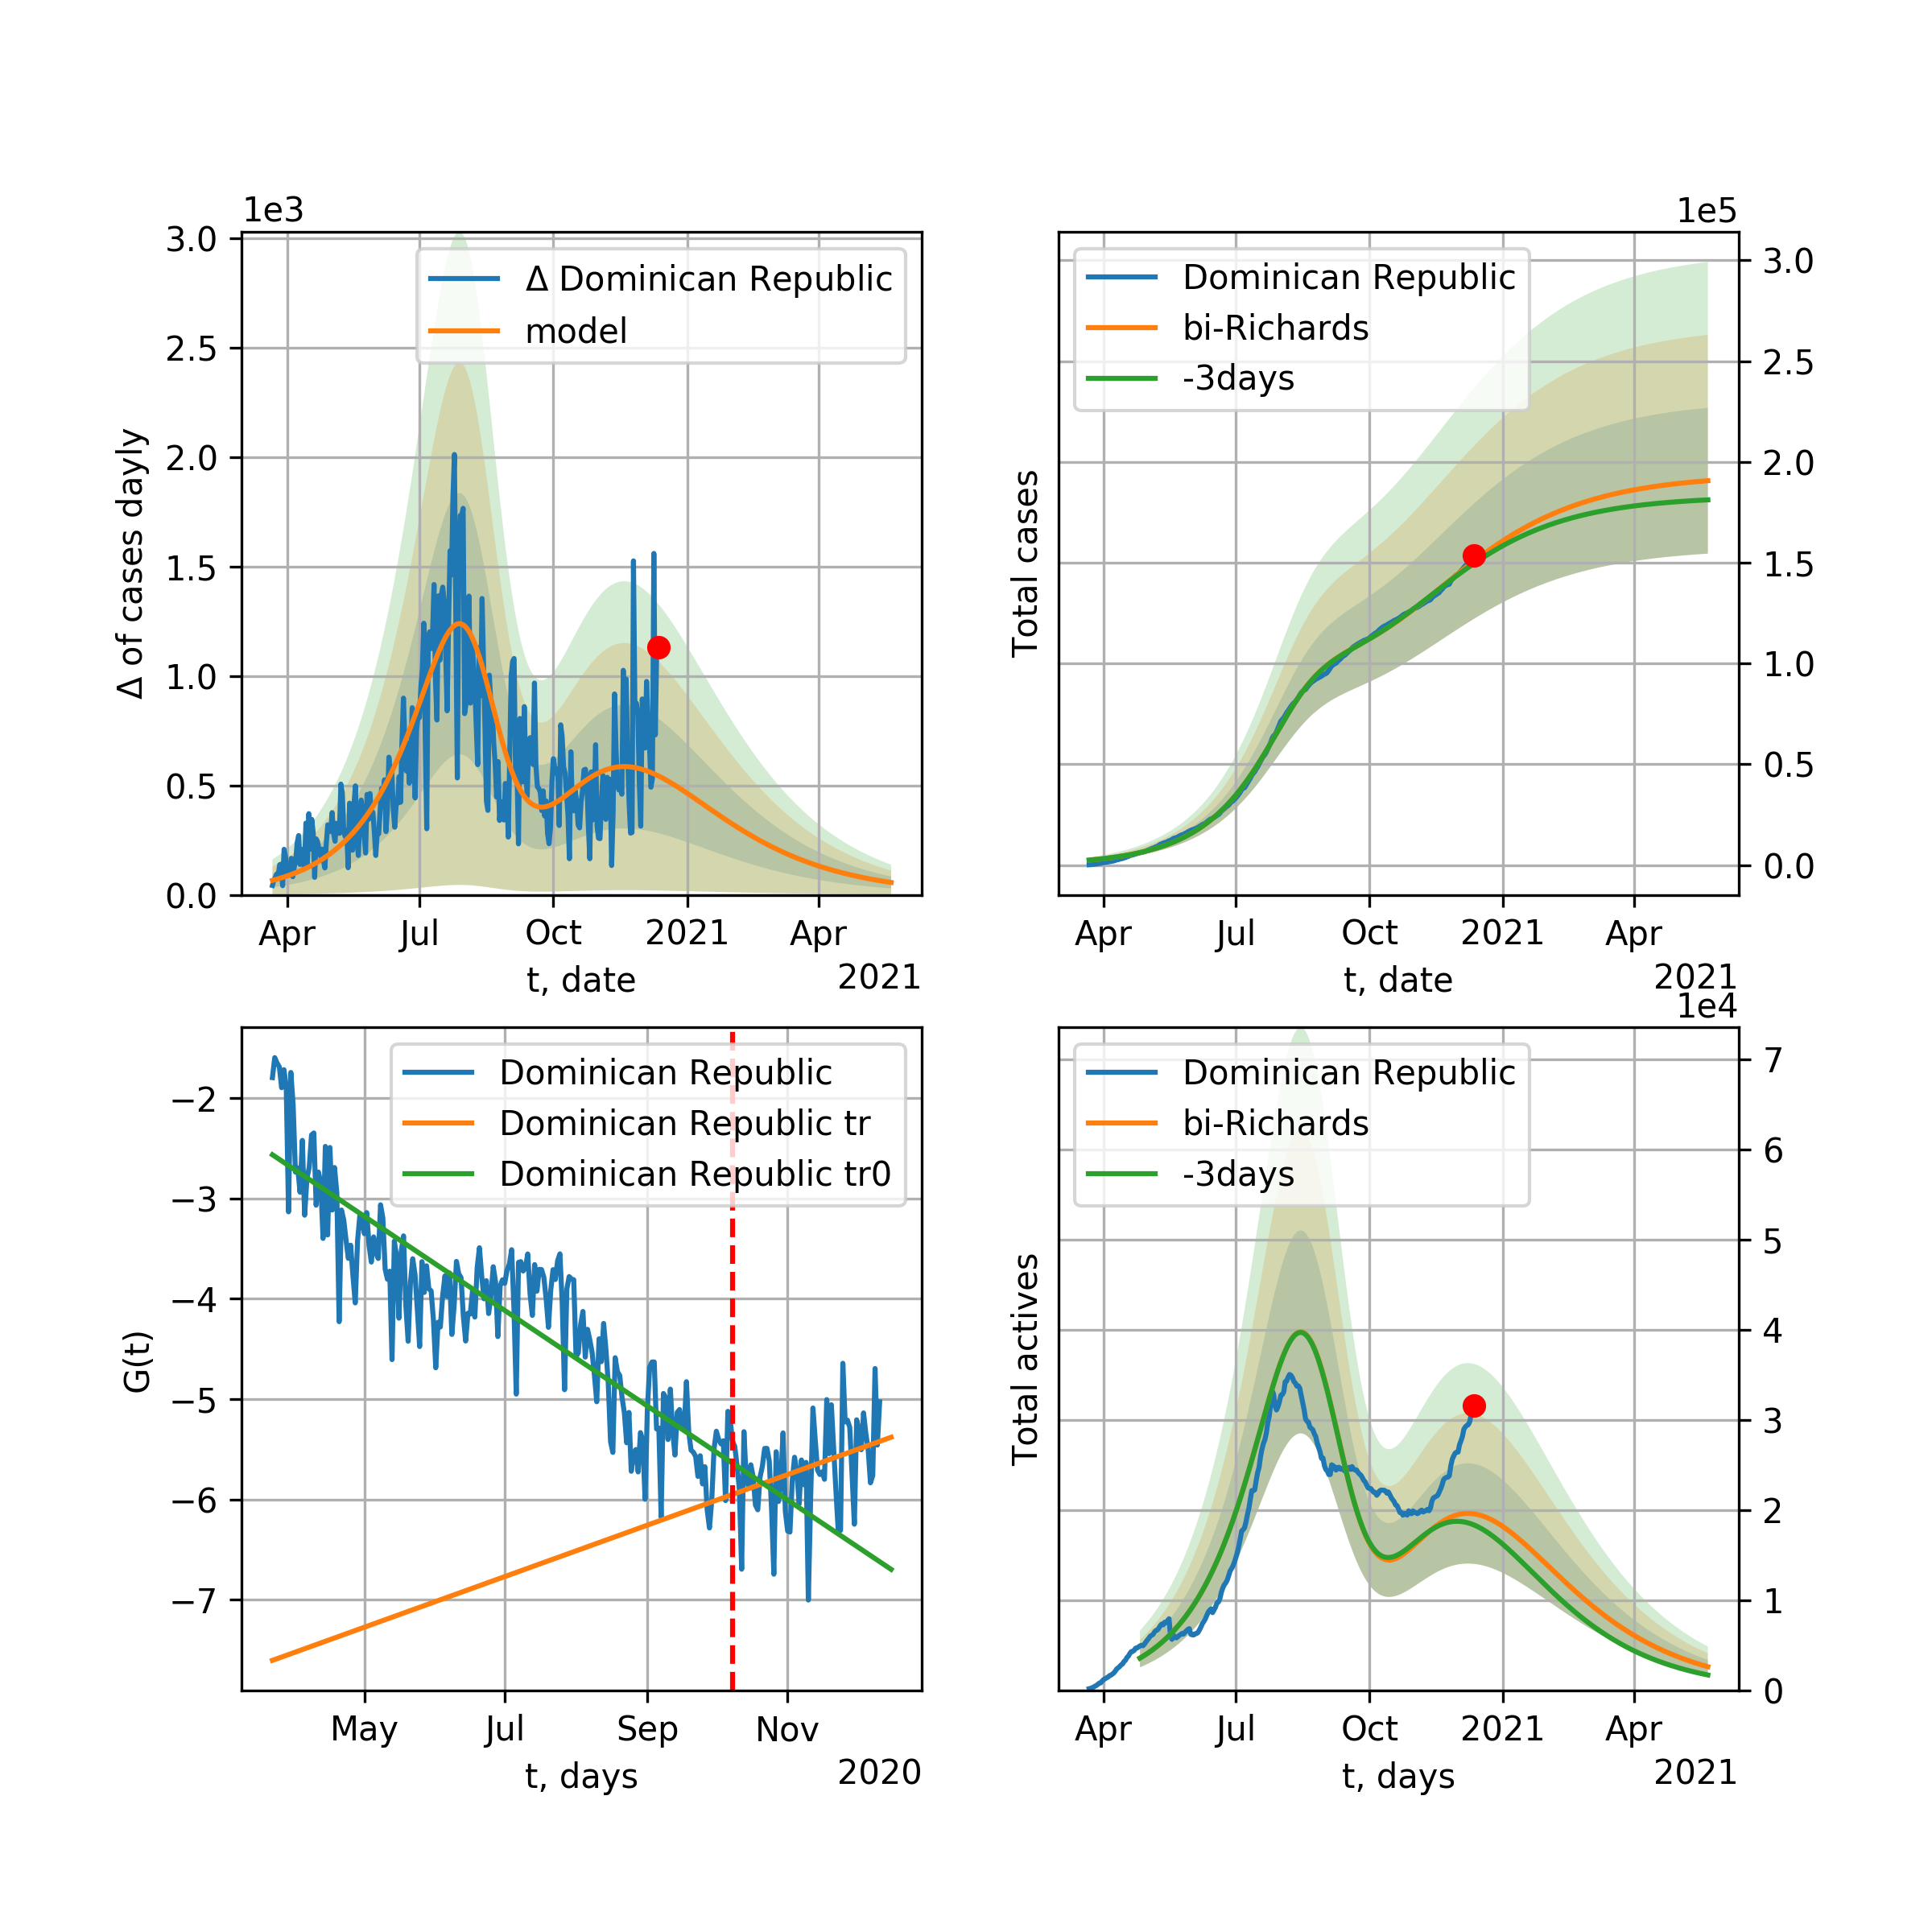 1e3
3.0
2.5
2.0
1.5
1.0
0.5
0.0
Δ of cases dayly
Δ Dominican Republic
model
Apr
Jul
Oct
2021
Apr
t, date
2021
1e5
Dominican Republic
bi-Richards
-3days
Total cases
3.0
2.5
2.0
1.5
1.0
0.5
0.0
Apr
Jul
Oct
2021
Apr
t, date
2021
−2
−3
−4
−5
−6
−7
G(t)
Dominican Republic
Dominican Republic tr
Dominican Republic tr0
May
Jul
Sep
Nov
t, days
2020
1e4
Dominican Republic
bi-Richards
-3days
Total actives
7
6
5
4
3
2
1
0
Apr
Jul
Oct
2021
Apr
t, days
2021